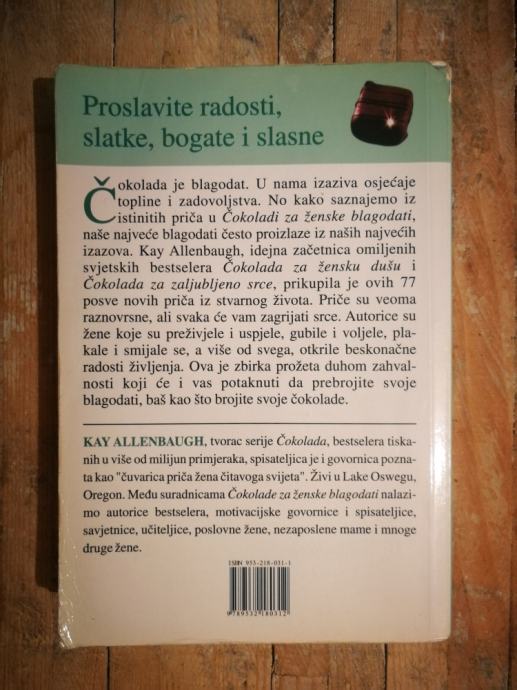 Proslavite radosti,
slatke, bogate i slasne
Čokolada je blagodat. U nama izaziva osjećaje
topline i zadovoljstva. No kako saznajemo iz
istinitih priča u Čokoladi za ženske blagodati,
naše najveće blagodati često proizlaze iz naših najvećih
izazova. Kay Allenbaugh, idejna začetnica omiljenih
svjetskih bestselera Čokolada za žensku dušu i
Čokolada za zaljubljeno srce, prikupila je ovih 77
posve novih priča iz stvarnog života. Priče su veoma
raznovrsne, ali svaka će vam zagrijati srce. Autorice su
žene koje su preživjele i uspjele, gubile i voljele, pla-
kale i smijale se, a više od svega, otkrile beskonačne
radosti življenja. Ova je zbirka prožeta duhom zahval-
nosti koji će i vas potaknuti da prebrojite svoje
blagodati, baš kao što brojite svoje čokolade.
KAY ALLENBAUGH, tvorac serije Čokolada, bestselera tiska-
nih u više od milijun primjeraka, spisateljica je i govornica pozna-
ta kao "čuvarica priča žena čitavoga svijeta". Živi u Lake Oswegu,
Oregon. Među suradnicama Čokolade za ženske blagodati nalazi-
mo autorice bestselera, motivacijske govornice i spisateljice,
savjetnice, učiteljice, poslovne žene, nezaposlene mame i mnoge
druge žene.
ISBN 953-218-031-1
9789532180312